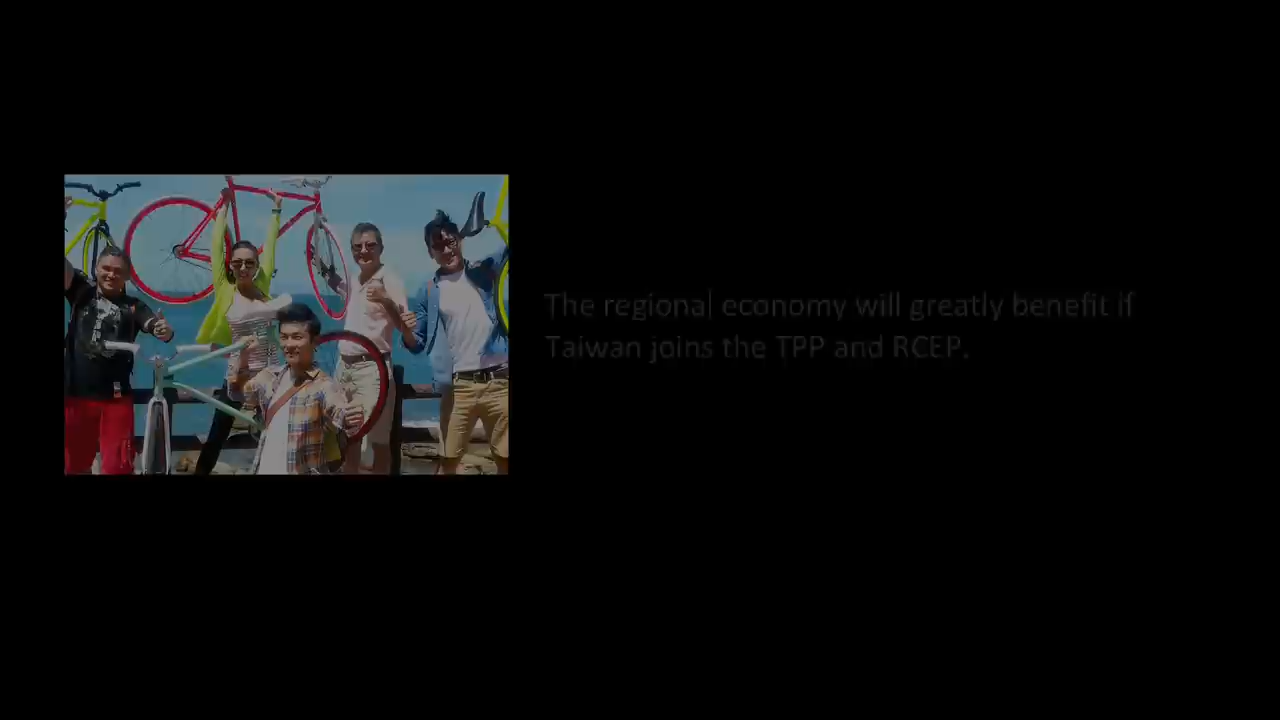 The regional economy will greatly benefit if
Taiwan joins the TPP and RCEP.